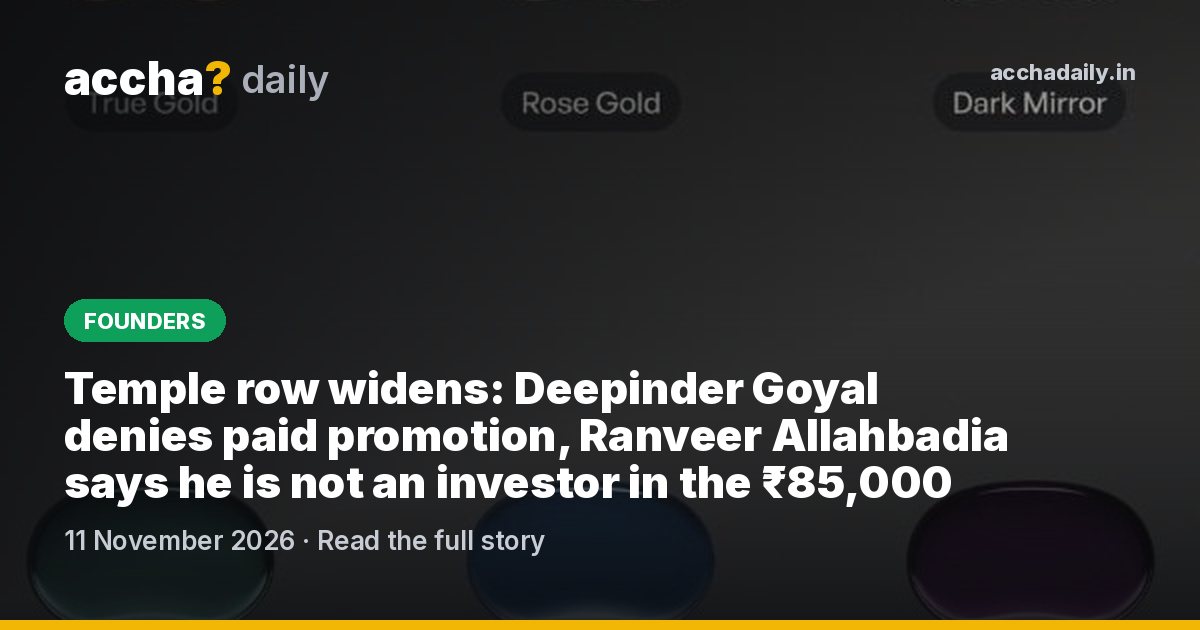 accha? daily
acchadaily.in
True Gold
Rose Gold
Dark Mirror
FOUNDERS
Temple row widens: Deepinder Goyal
denies paid promotion, Ranveer Allahbadia
says he is not an investor in the ₹85,000
11 November 2026 · Read the full story